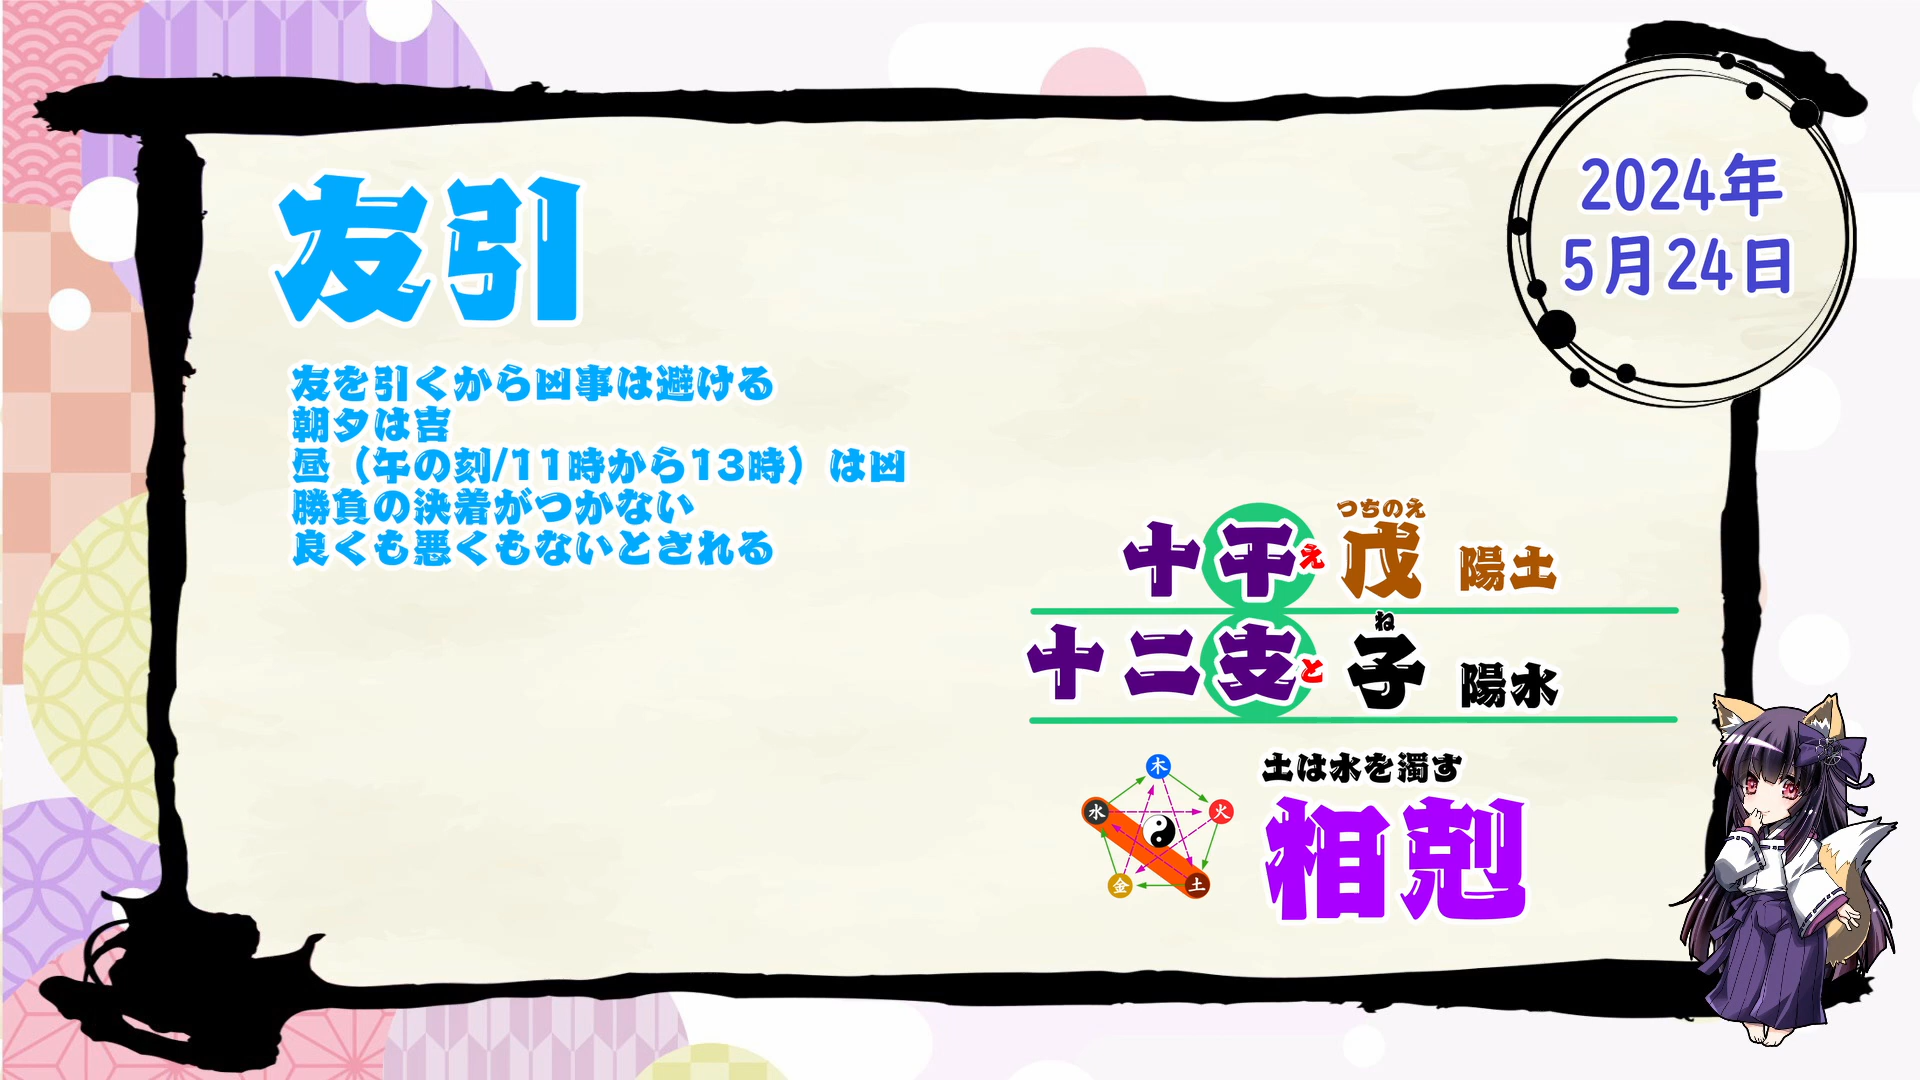 2024年
5月24日
友引
友を引くから凶事は避ける
朝夕は吉
昼（午の刻/11時から13時）は凶
勝負の決着がつかない
良くも悪くもないとされる
つちのえ
十干え 戊 陽土
ね
十二支と 子 陽水
土は水を濁す
相剋
木
水
火
金
土